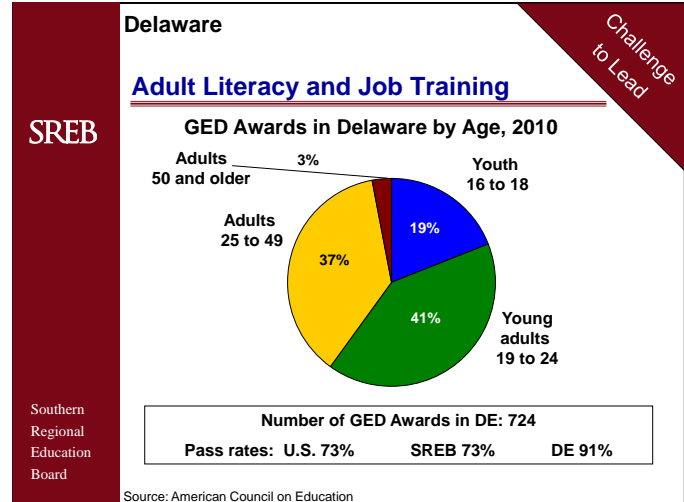 Delaware
Challenge
to Lead
Adult Literacy and Job Training
SREB
GED Awards in Delaware by Age, 2010
Adults
50 and older
3%
Youth
16 to 18
Adults
25 to 49
19%
37%
41%
Young
adults
19 to 24
Number of GED Awards in DE: 724
Pass rates: U.S. 73% SREB 73% DE 91%
Southern
Regional
Education
Board
Source: American Council on Education